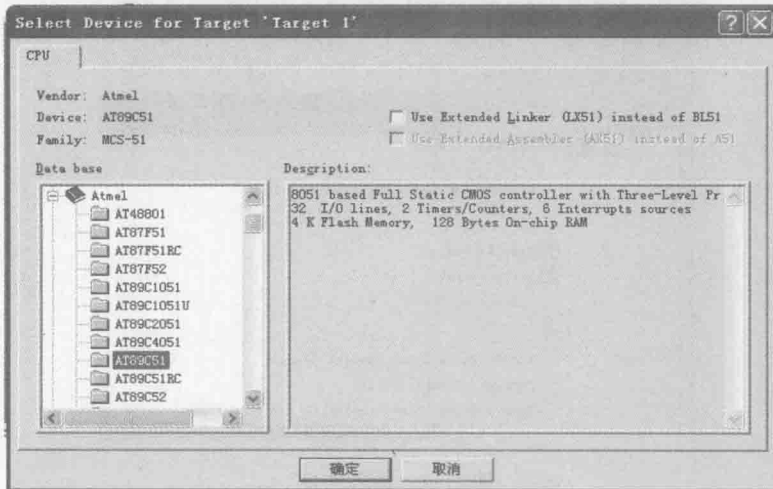 Select Device for Target 'Target 1'
CPU
Vendor: Atmel
Device: AT89C51
Family: MCS-51
Use Extended Linker (LX51) instead of BL51
Use Extended Assembler (AX51) instead of A51
Data base
Desgription:
Atmel
AT48801
AT87F51
AT87F51RC
AT87F52
AT89C1051
AT89C1051U
AT89C2051
AT89C4051
AT89C51
AT89C51RC
AT89C52
8051 based Full Static CMOS controller with Three-Level Pr
32 I/O lines, 2 Timers/Counters, 6 Interrupts sources
4 K Flash Memory, 128 Bytes On-chip RAM
确定
取消